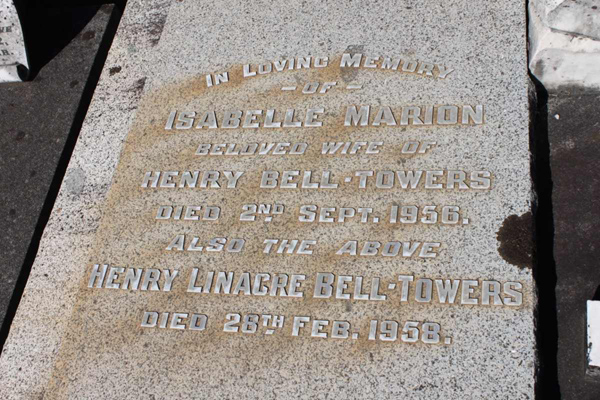 IN LOVING MEMORY
- OF -
ISABELLE MARION
BELOVED WIFE OF
HENRY BELL-TOWERS
DIED 2ND SEPT. 1956.
ALSO THE ABOVE
HENRY LINACRE BELL-TOWERS
DIED 26TH FEB. 1958.